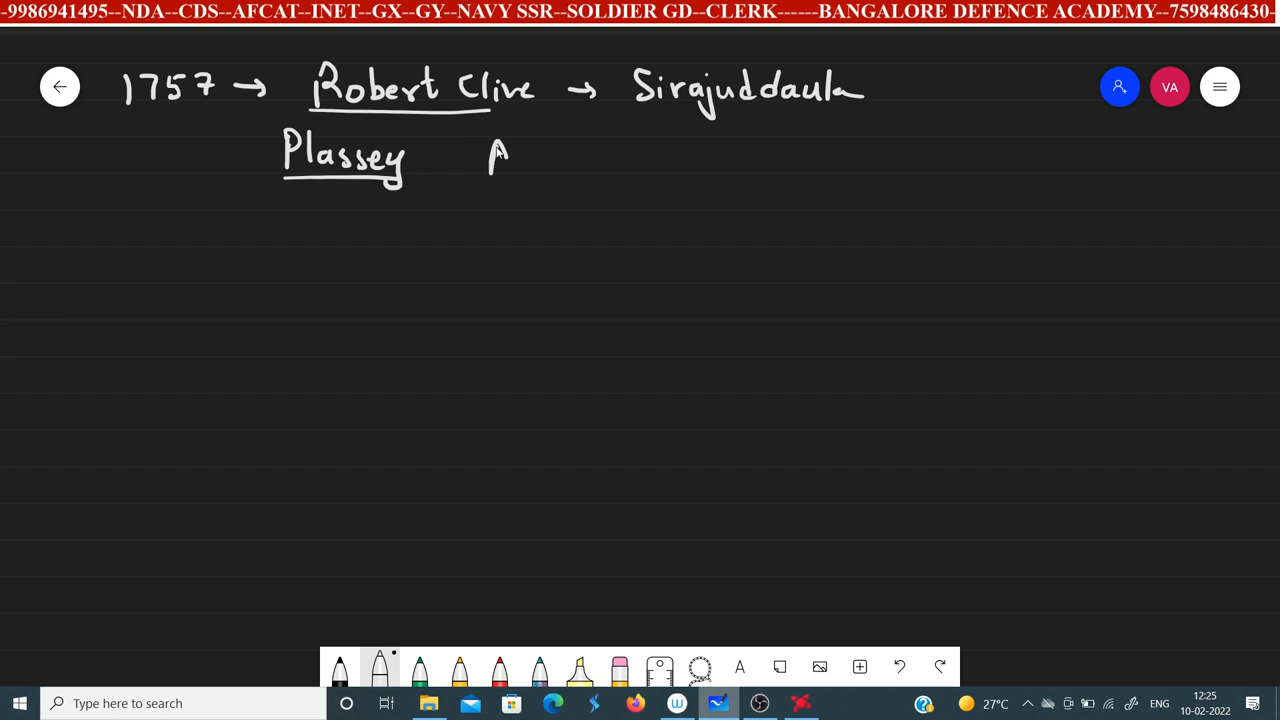 -9986941495--NDA--CDS--AFCAT--INET--GX--GY--NAVY SSR--SOLDIER GD--CLERK------BANGALORE DEFENCE ACADEMY--7598486430-
1757 → Robert Clive → Sirajuddaula
VA
Plassey
A
Type here to search
27°C
ENG
12:25
10-02-2022